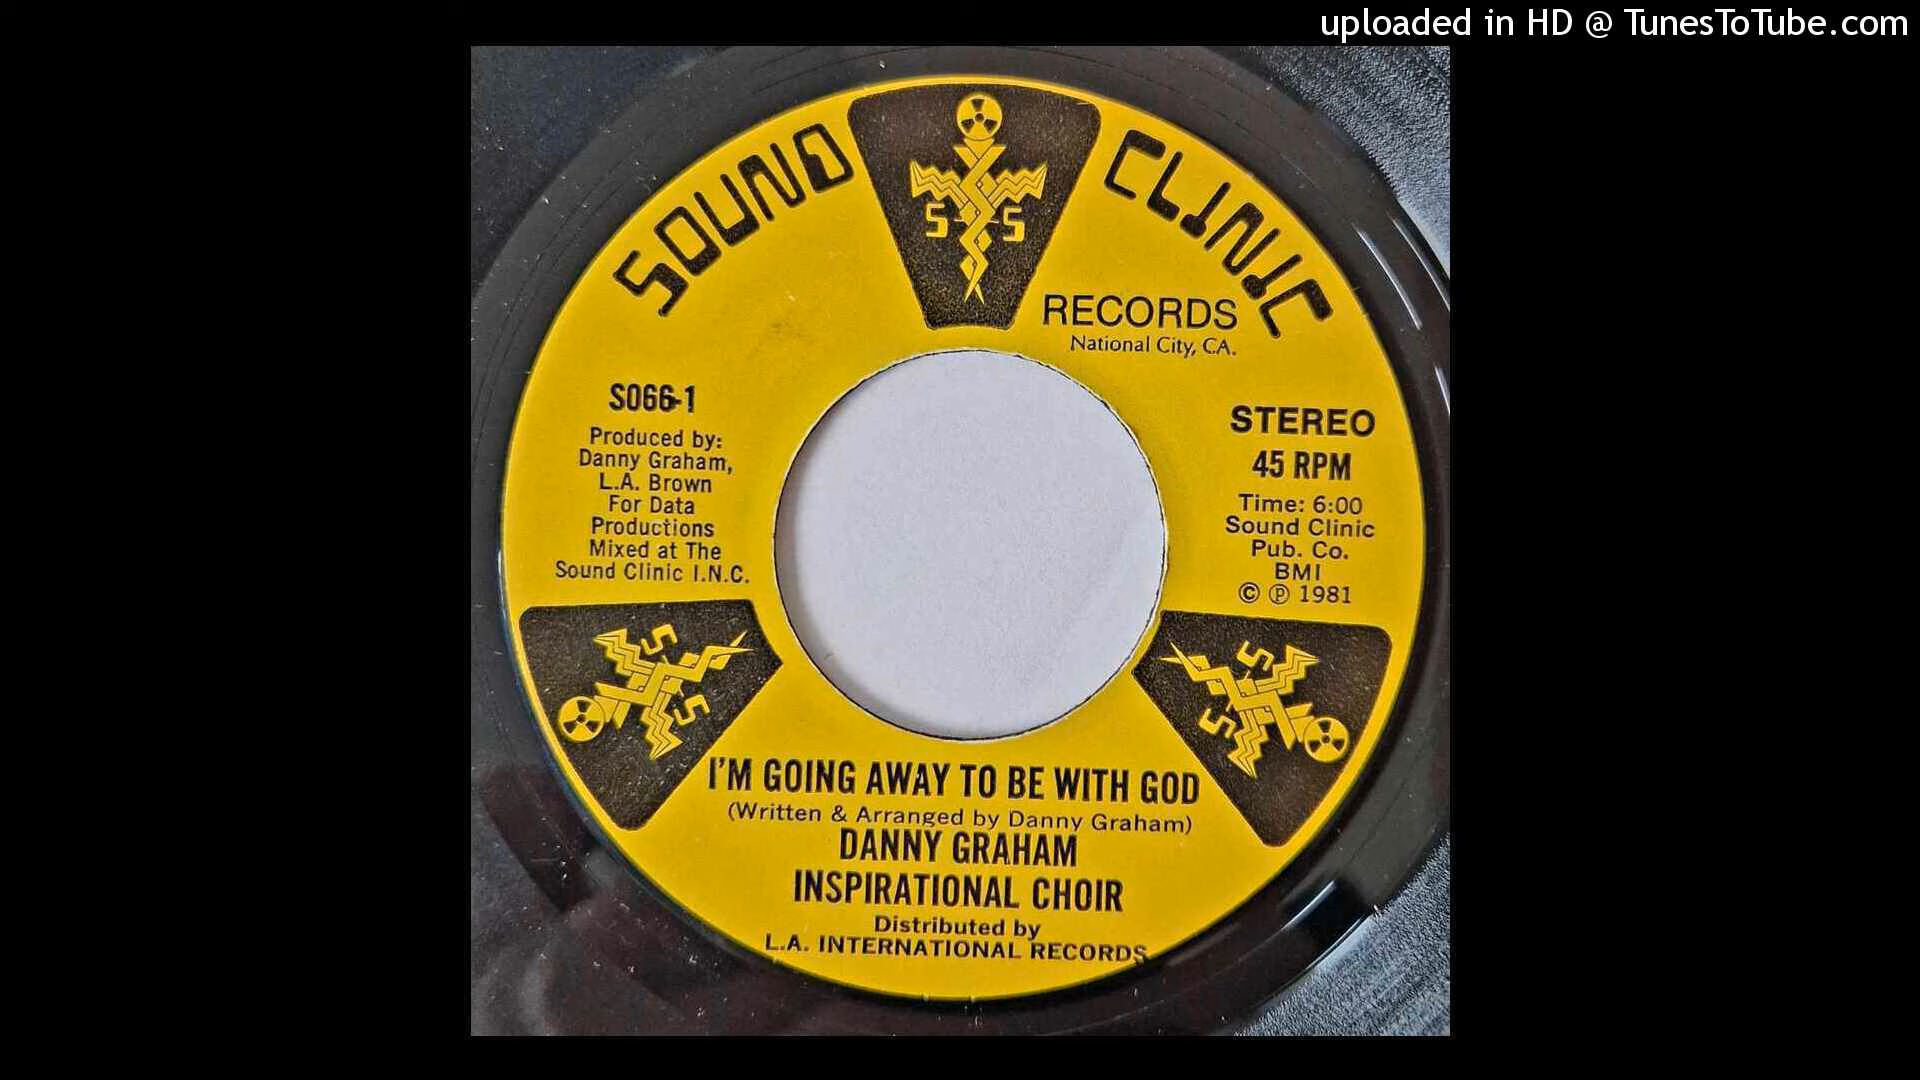 uploaded in HD @ TunesToTube.com
SOUND CLINIC
S S
RECORDS
National City, CA.
S066-1
Produced by:
Danny Graham,
L.A. Brown
For Data
Productions
Mixed at The
Sound Clinic I.N.C.
STEREO
45 RPM
Time: 6:00
Sound Clinic
Pub. Co.
BMI
© ℗ 1981
S S
S S
I'M GOING AWAY TO BE WITH GOD
(Written & Arranged by Danny Graham)
DANNY GRAHAM
INSPIRATIONAL CHOIR
Distributed by
L.A. INTERNATIONAL RECORDS